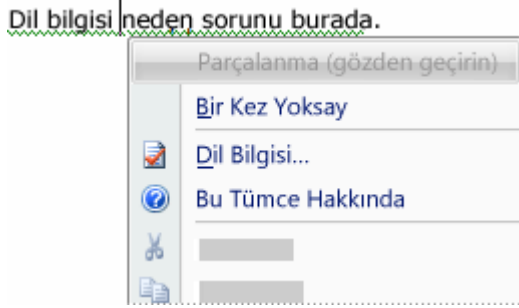 Dil bilgisi neden sorunu burada.
Parçalanma (gözden geçirin)
Bir Kez Yoksay
Dil Bilgisi...
Bu Tümce Hakkında